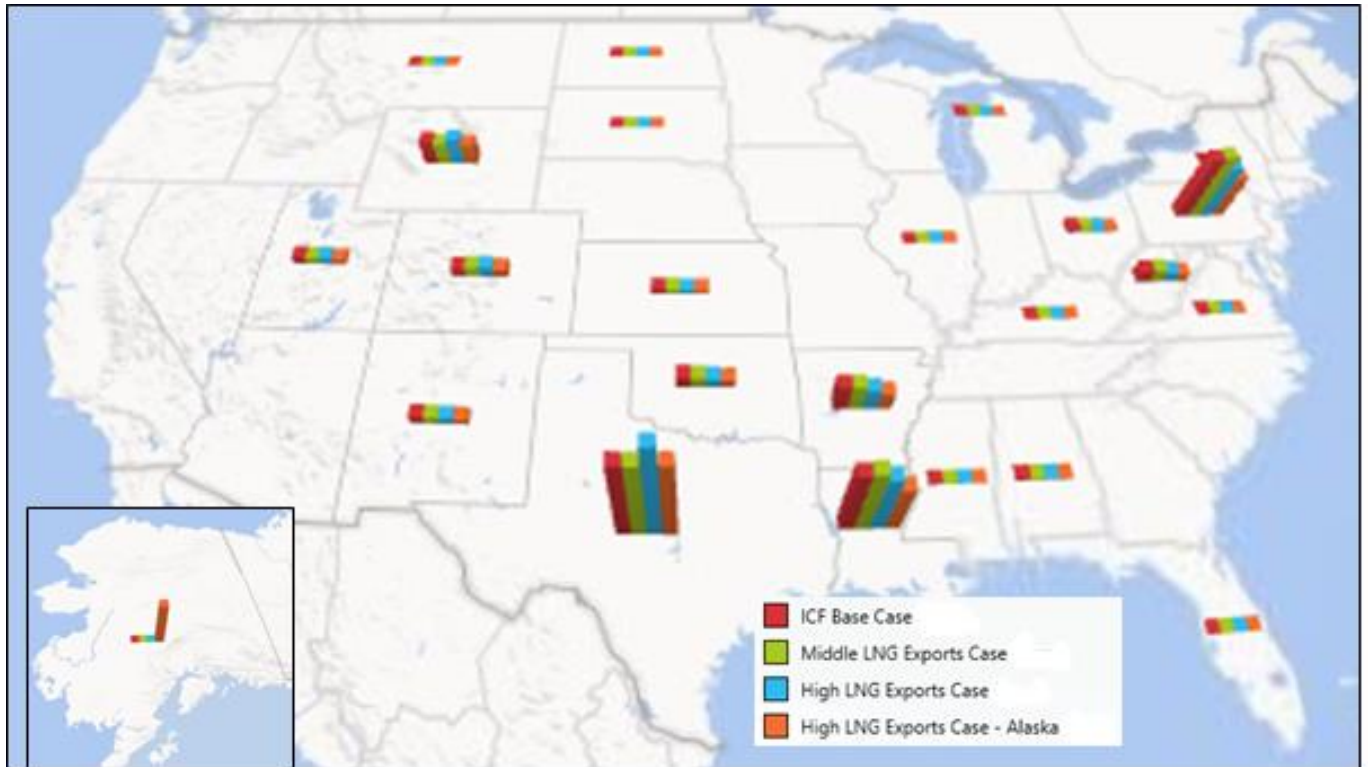 ICF Base Case
Middle LNG Exports Case
High LNG Exports Case
High LNG Exports Case - Alaska